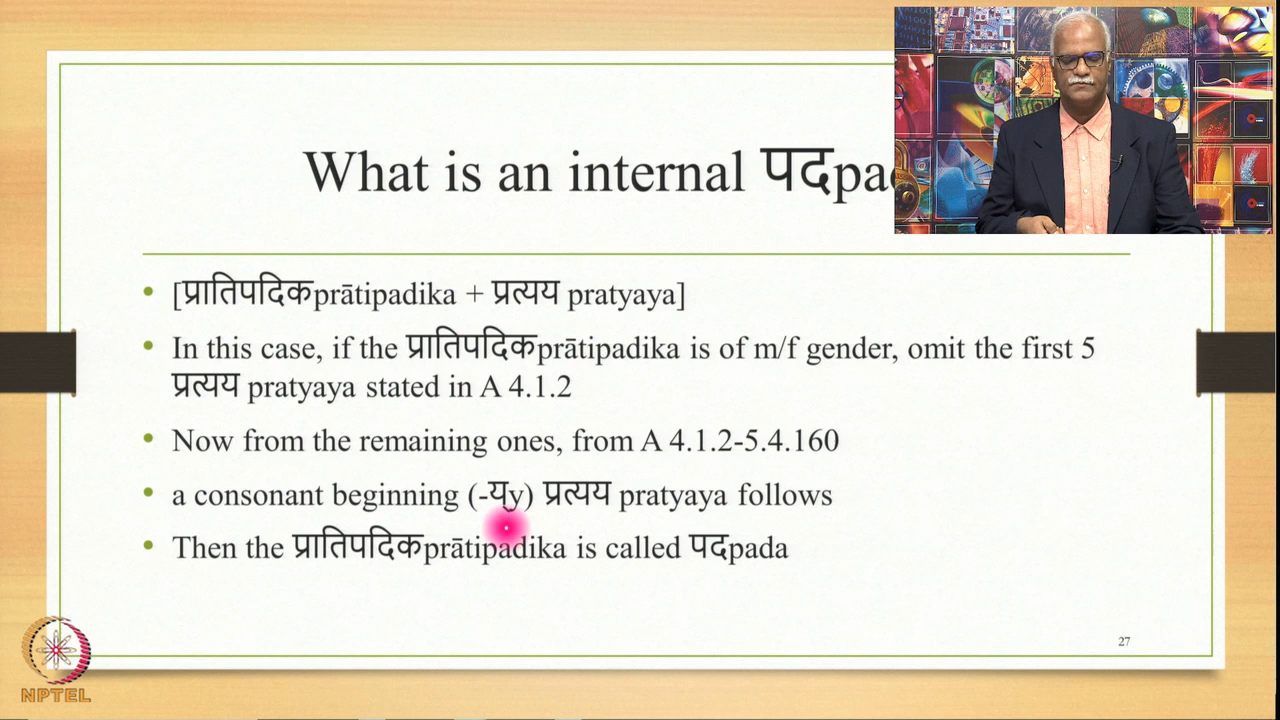 What is an internal पद
[प्रातिपदिकprātipadika + प्रत्यय pratyaya]
In this case, if the प्रातिपदिकprātipadika is of m/f gender, omit the first 5
प्रत्यय pratyaya stated in A 4.1.2
Now from the remaining ones, from A 4.1.2-5.4.160
a consonant beginning (-य्y) प्रत्यय pratyaya follows
Then the प्रातिपदिकprātipadika is called पदpada
27
NPTEL